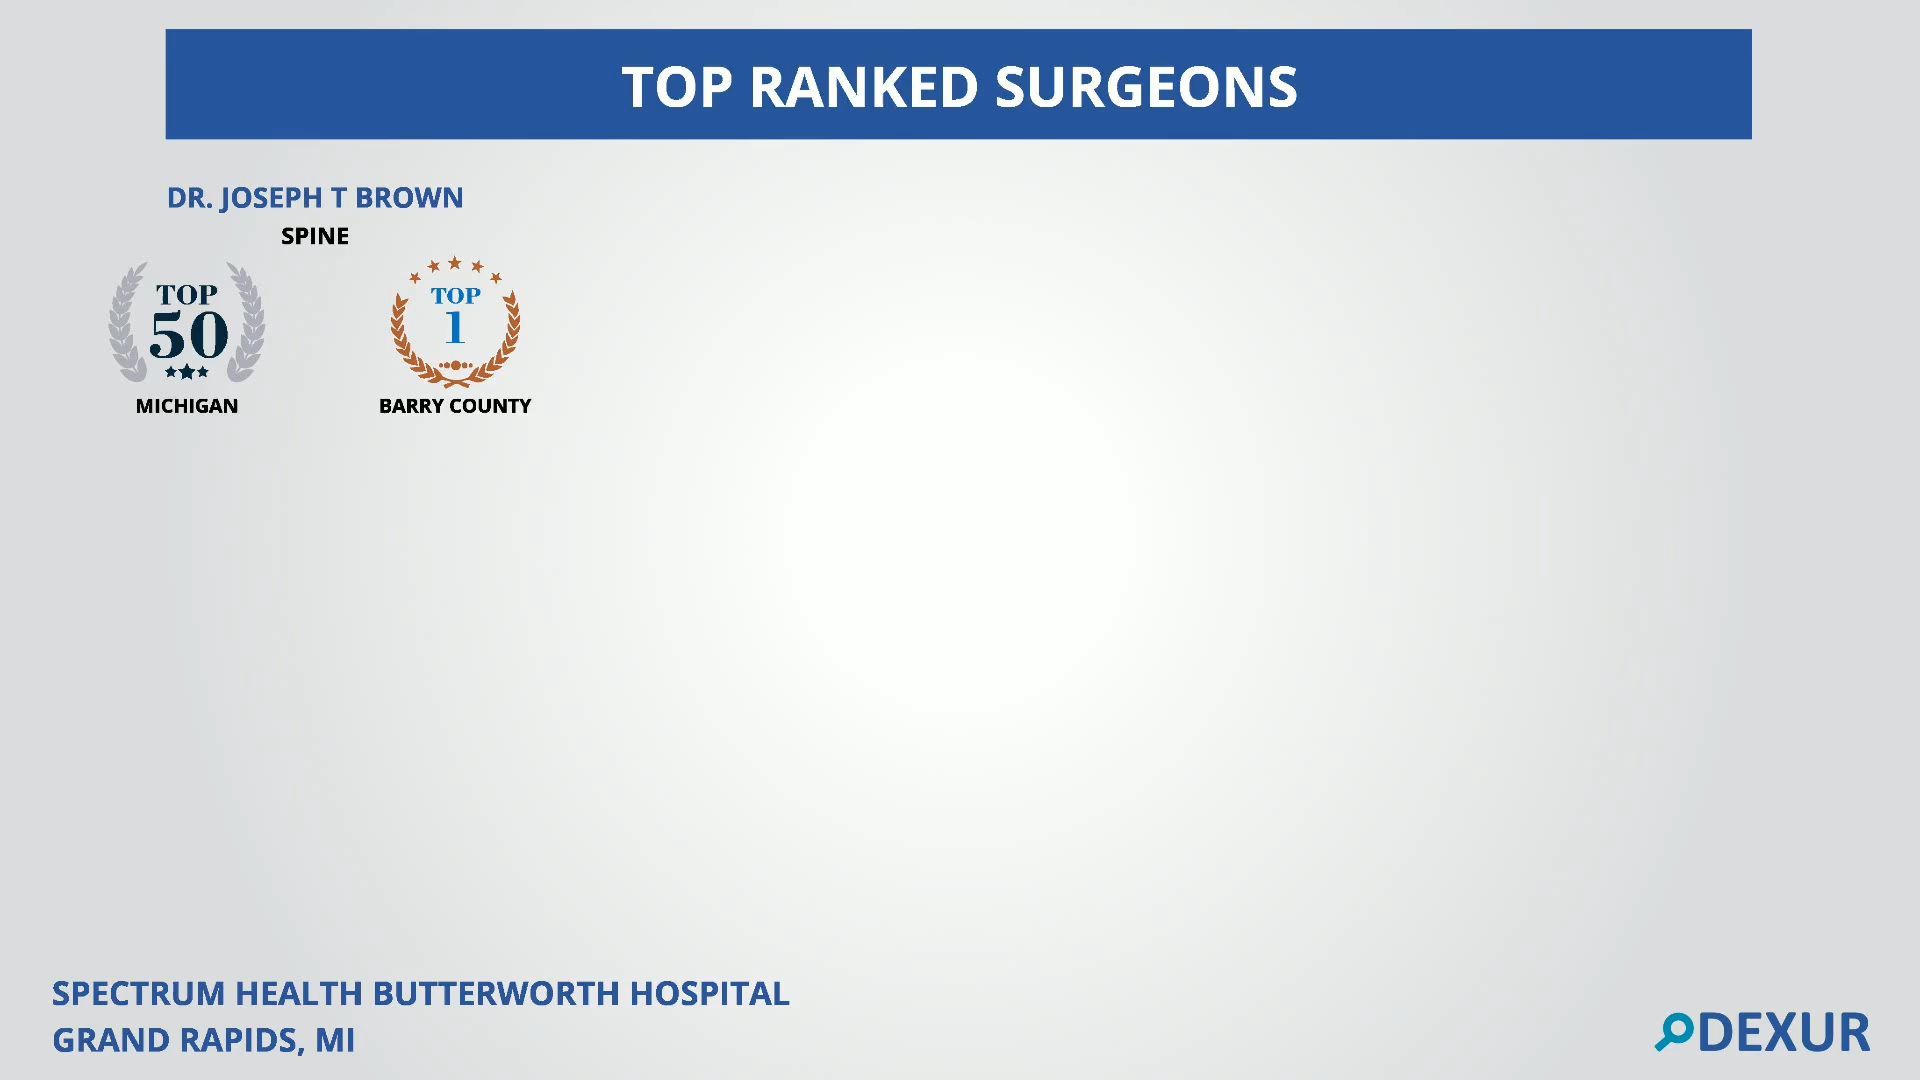 TOP RANKED SURGEONS
DR. JOSEPH T BROWN
SPINE
TOP
50
MICHIGAN
TOP
1
BARRY COUNTY
SPECTRUM HEALTH BUTTERWORTH HOSPITAL
GRAND RAPIDS, MI
DEXUR